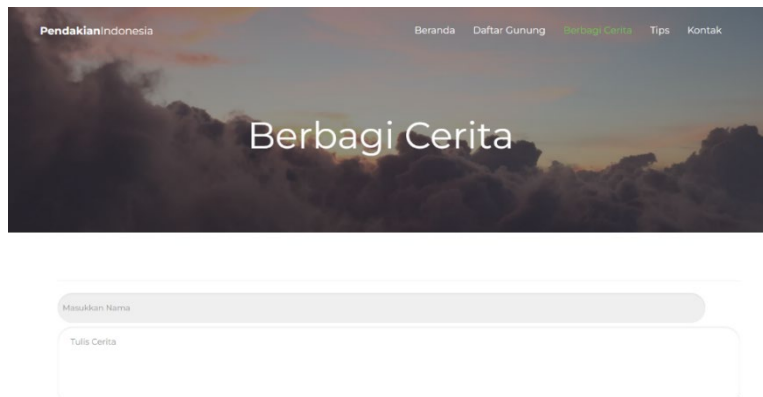 PendakianIndonesia
Beranda Daftar Gunung Berbagi Cerita Tips Kontak
Berbagi Cerita
Masukkan Nama
Tulis Cerita